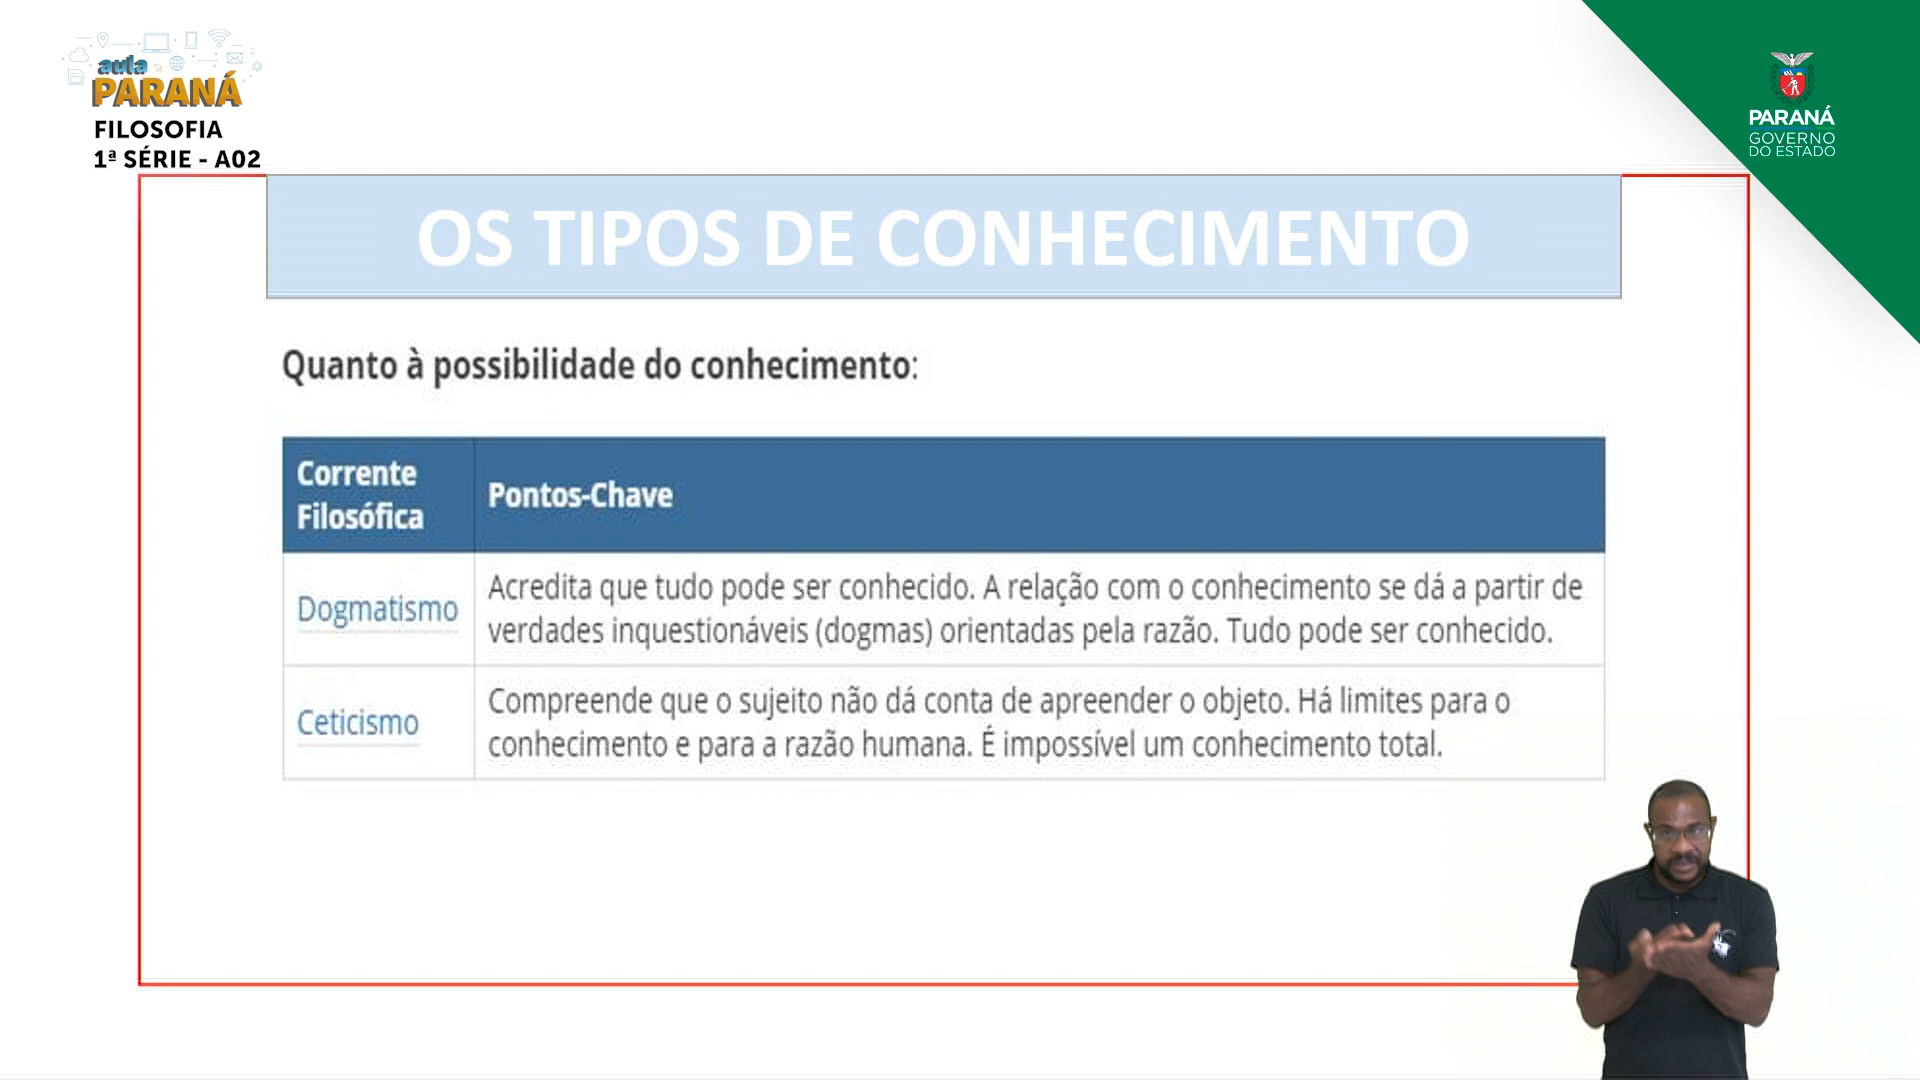 aula
PARANÁ
FILOSOFIA
1ª SÉRIE - A02
PARANÁ
GOVERNO
DO ESTADO
OS TIPOS DE CONHECIMENTO
Quanto à possibilidade do conhecimento:
Corrente
Filosófica
Pontos-Chave
Dogmatismo
Acredita que tudo pode ser conhecido. A relação com o conhecimento se dá a partir de
verdades inquestionáveis (dogmas) orientadas pela razão. Tudo pode ser conhecido.
Ceticismo
Compreende que o sujeito não dá conta de apreender o objeto. Há limites para o
conhecimento e para a razão humana. É impossível um conhecimento total.